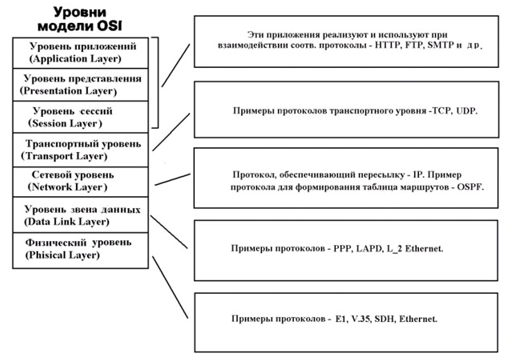 Уровни
модели OSI
Уровень приложений
(Application Layer)
Уровень представления
(Presentation Layer)
Уровень сессий
(Session Layer)
Транспортный уровень
(Transport Layer)
Сетевой уровень
(Network Layer)
Уровень звена данных
(Data Link Layer)
Физический уровень
(Phisical Layer)
Эти приложения реализуют и используют при
взаимодействии соотв. протоколы - HTTP, FTP, SMTP и др.
Примеры протоколов транспортного уровня -TCP, UDP.
Протокол, обеспечивающий пересылку - IP. Пример
протокола для формирования таблица маршрутов - OSPF.
Примеры протоколов - PPP, LAPD, L_2 Ethernet.
Примеры протоколов - E1, V.35, SDH, Ethernet.